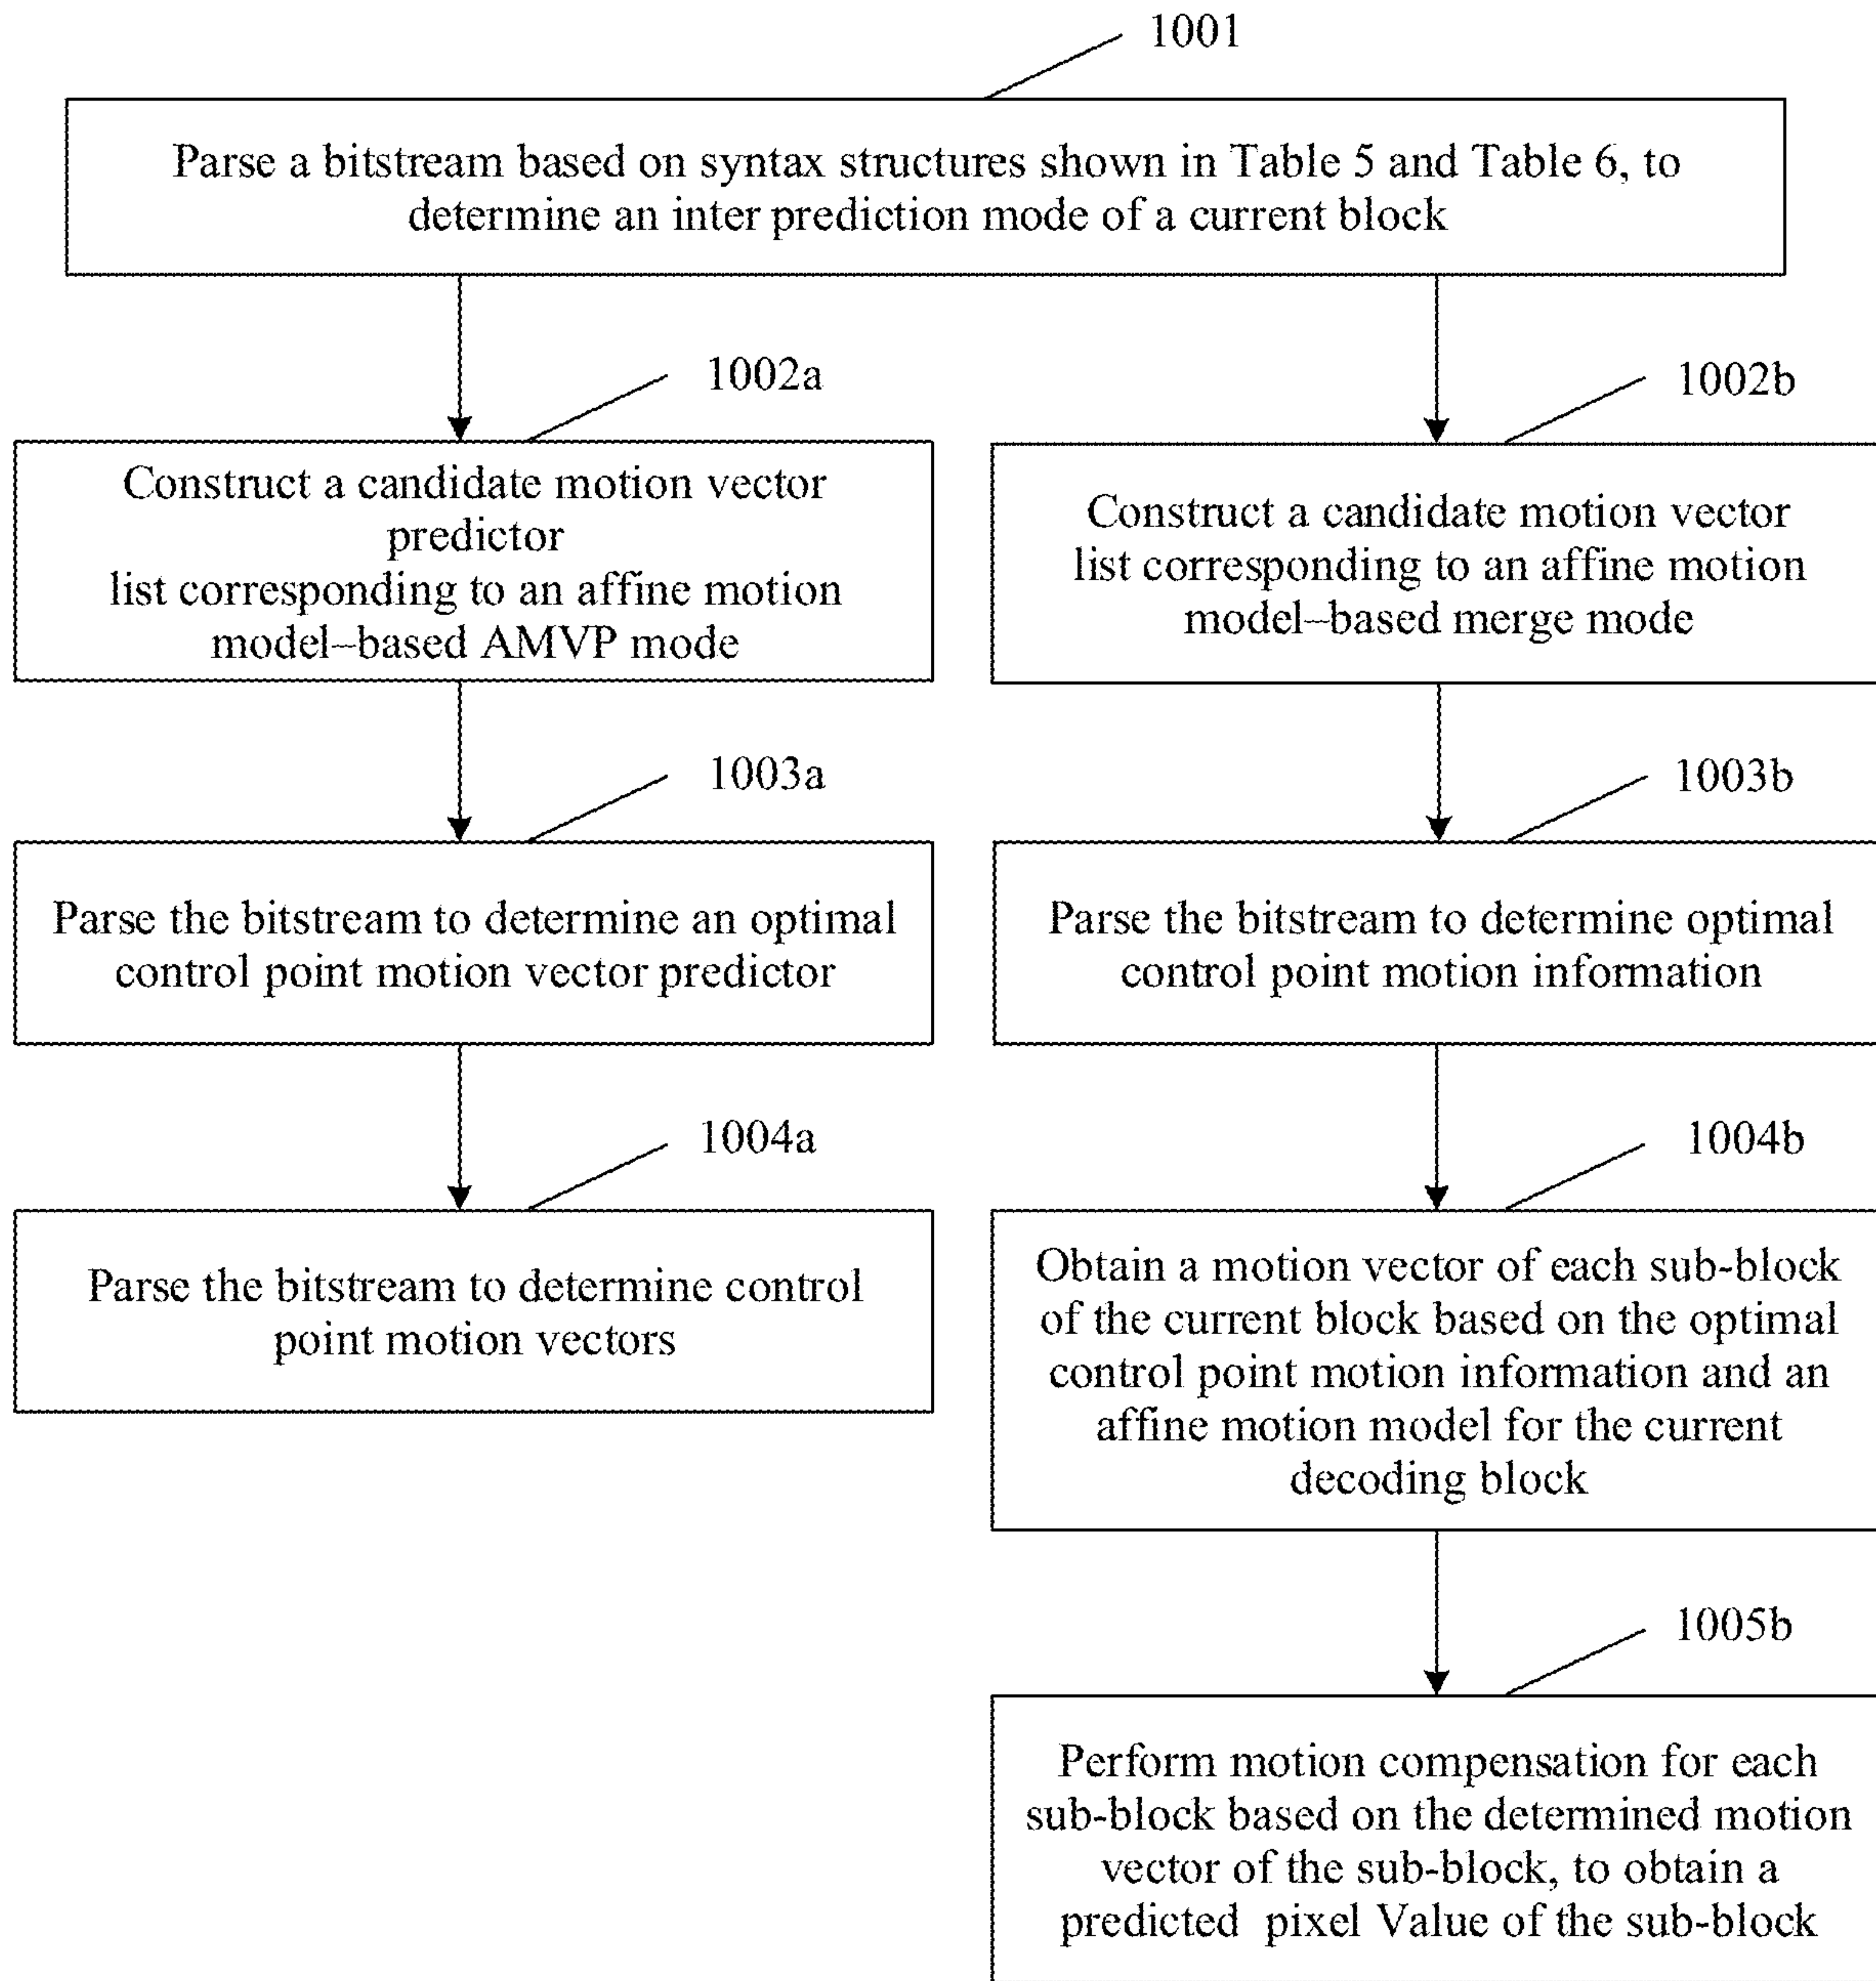 1001
Parse a bitstream based on syntax structures shown in Table 5 and Table 6, to
determine an inter prediction mode of a current block
1002a
Construct a candidate motion vector
predictor
list corresponding to an affine motion
model–based AMVP mode
1002b
Construct a candidate motion vector
list corresponding to an affine motion
model–based merge mode
1003a
Parse the bitstream to determine an optimal
control point motion vector predictor
1003b
Parse the bitstream to determine optimal
control point motion information
1004a
Parse the bitstream to determine control
point motion vectors
1004b
Obtain a motion vector of each sub-block
of the current block based on the optimal
control point motion information and an
affine motion model for the current
decoding block
1005b
Perform motion compensation for each
sub-block based on the determined motion
vector of the sub-block, to obtain a
predicted pixel Value of the sub-block